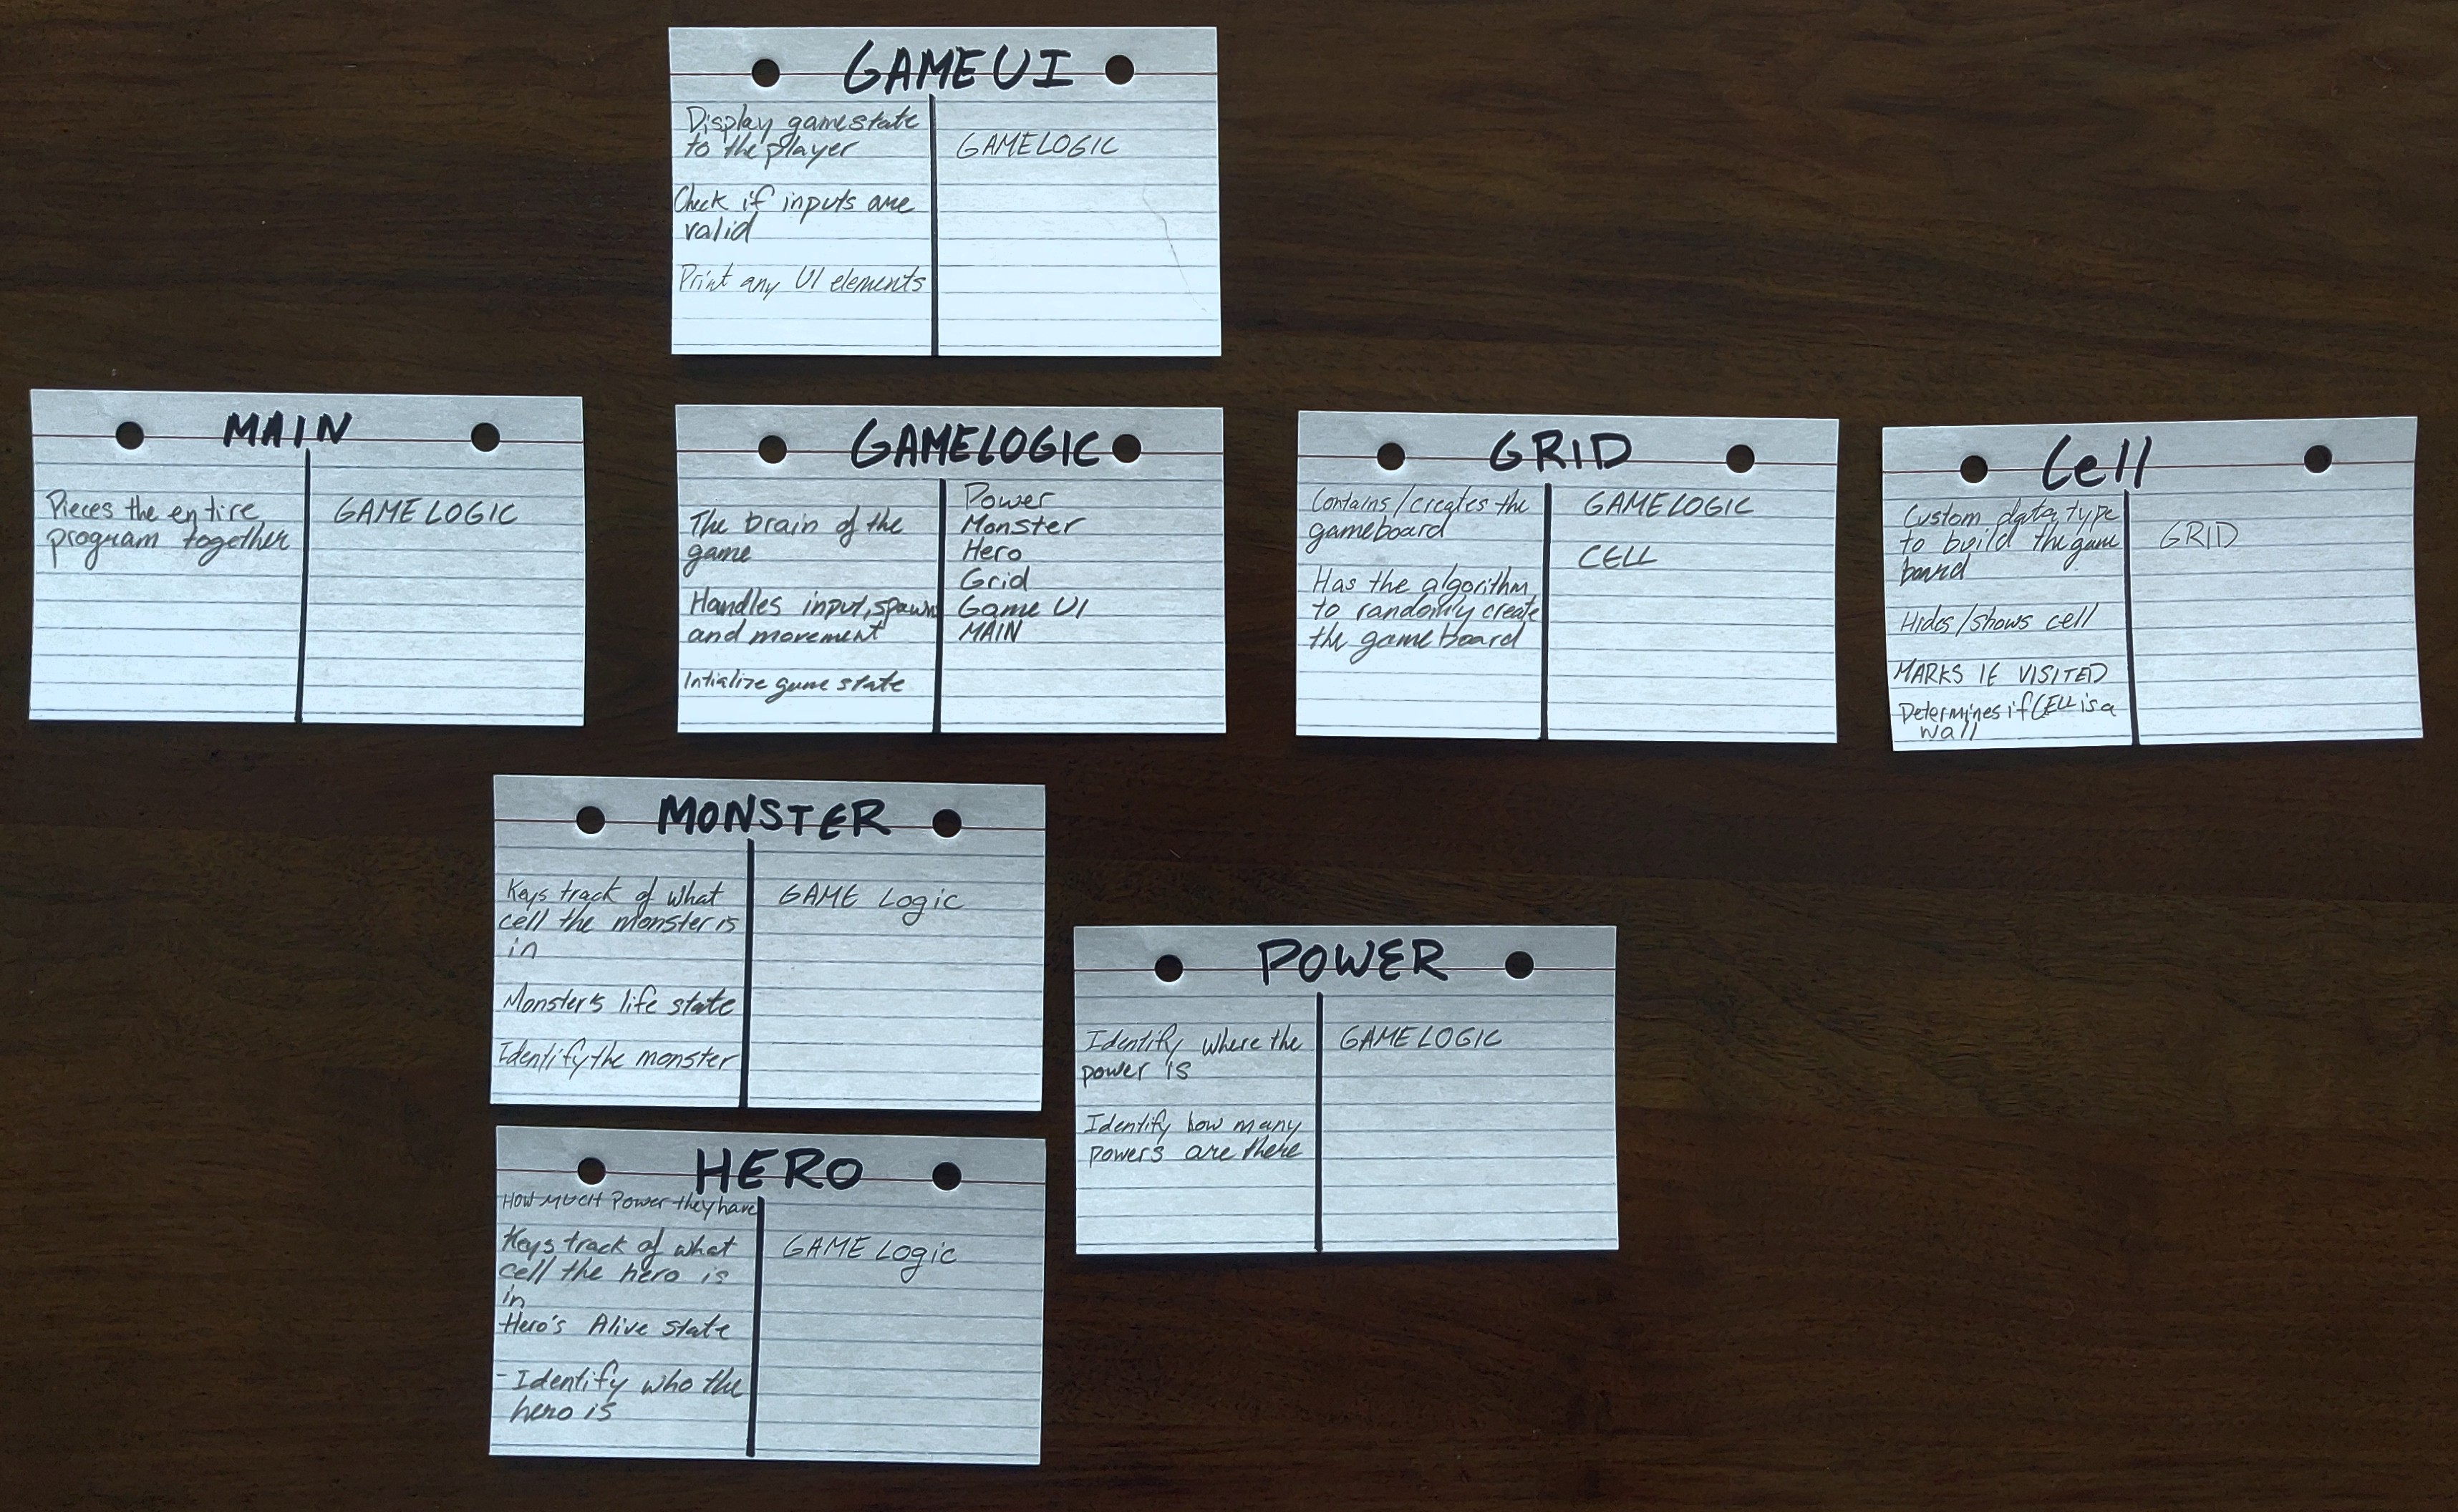 GAME UI
Display gamestate
to the player
Check if inputs are
valid
Print any UI elements
GAMELOGIC
MAIN
Pieces the entire
program together
GAME LOGIC
GAMELOGIC
The brain of the
game
Handles input, spawn
and movement
Intialize game state
Power
Monster
Hero
Grid
Game UI
MAIN
GRID
Contains/creates the
gameboard
Has the algorithm
to randomly create
the game board
GAMELOGIC
CELL
Cell
Custom data type
to build the game
board
Hides/shows cell
MARKS IF VISITED
Determines if CELL is a
wall
GRID
MONSTER
Keys track of what
cell the monster is
in
Monster's life state
Identify the monster
GAME Logic
POWER
Identify where the
power is
Identify how many
powers are there
GAME LOGIC
HERO
HOW MUCH Power they have
Keys track of what
cell the hero is
in
Hero's Alive state
- Identify who the
hero is
GAME Logic